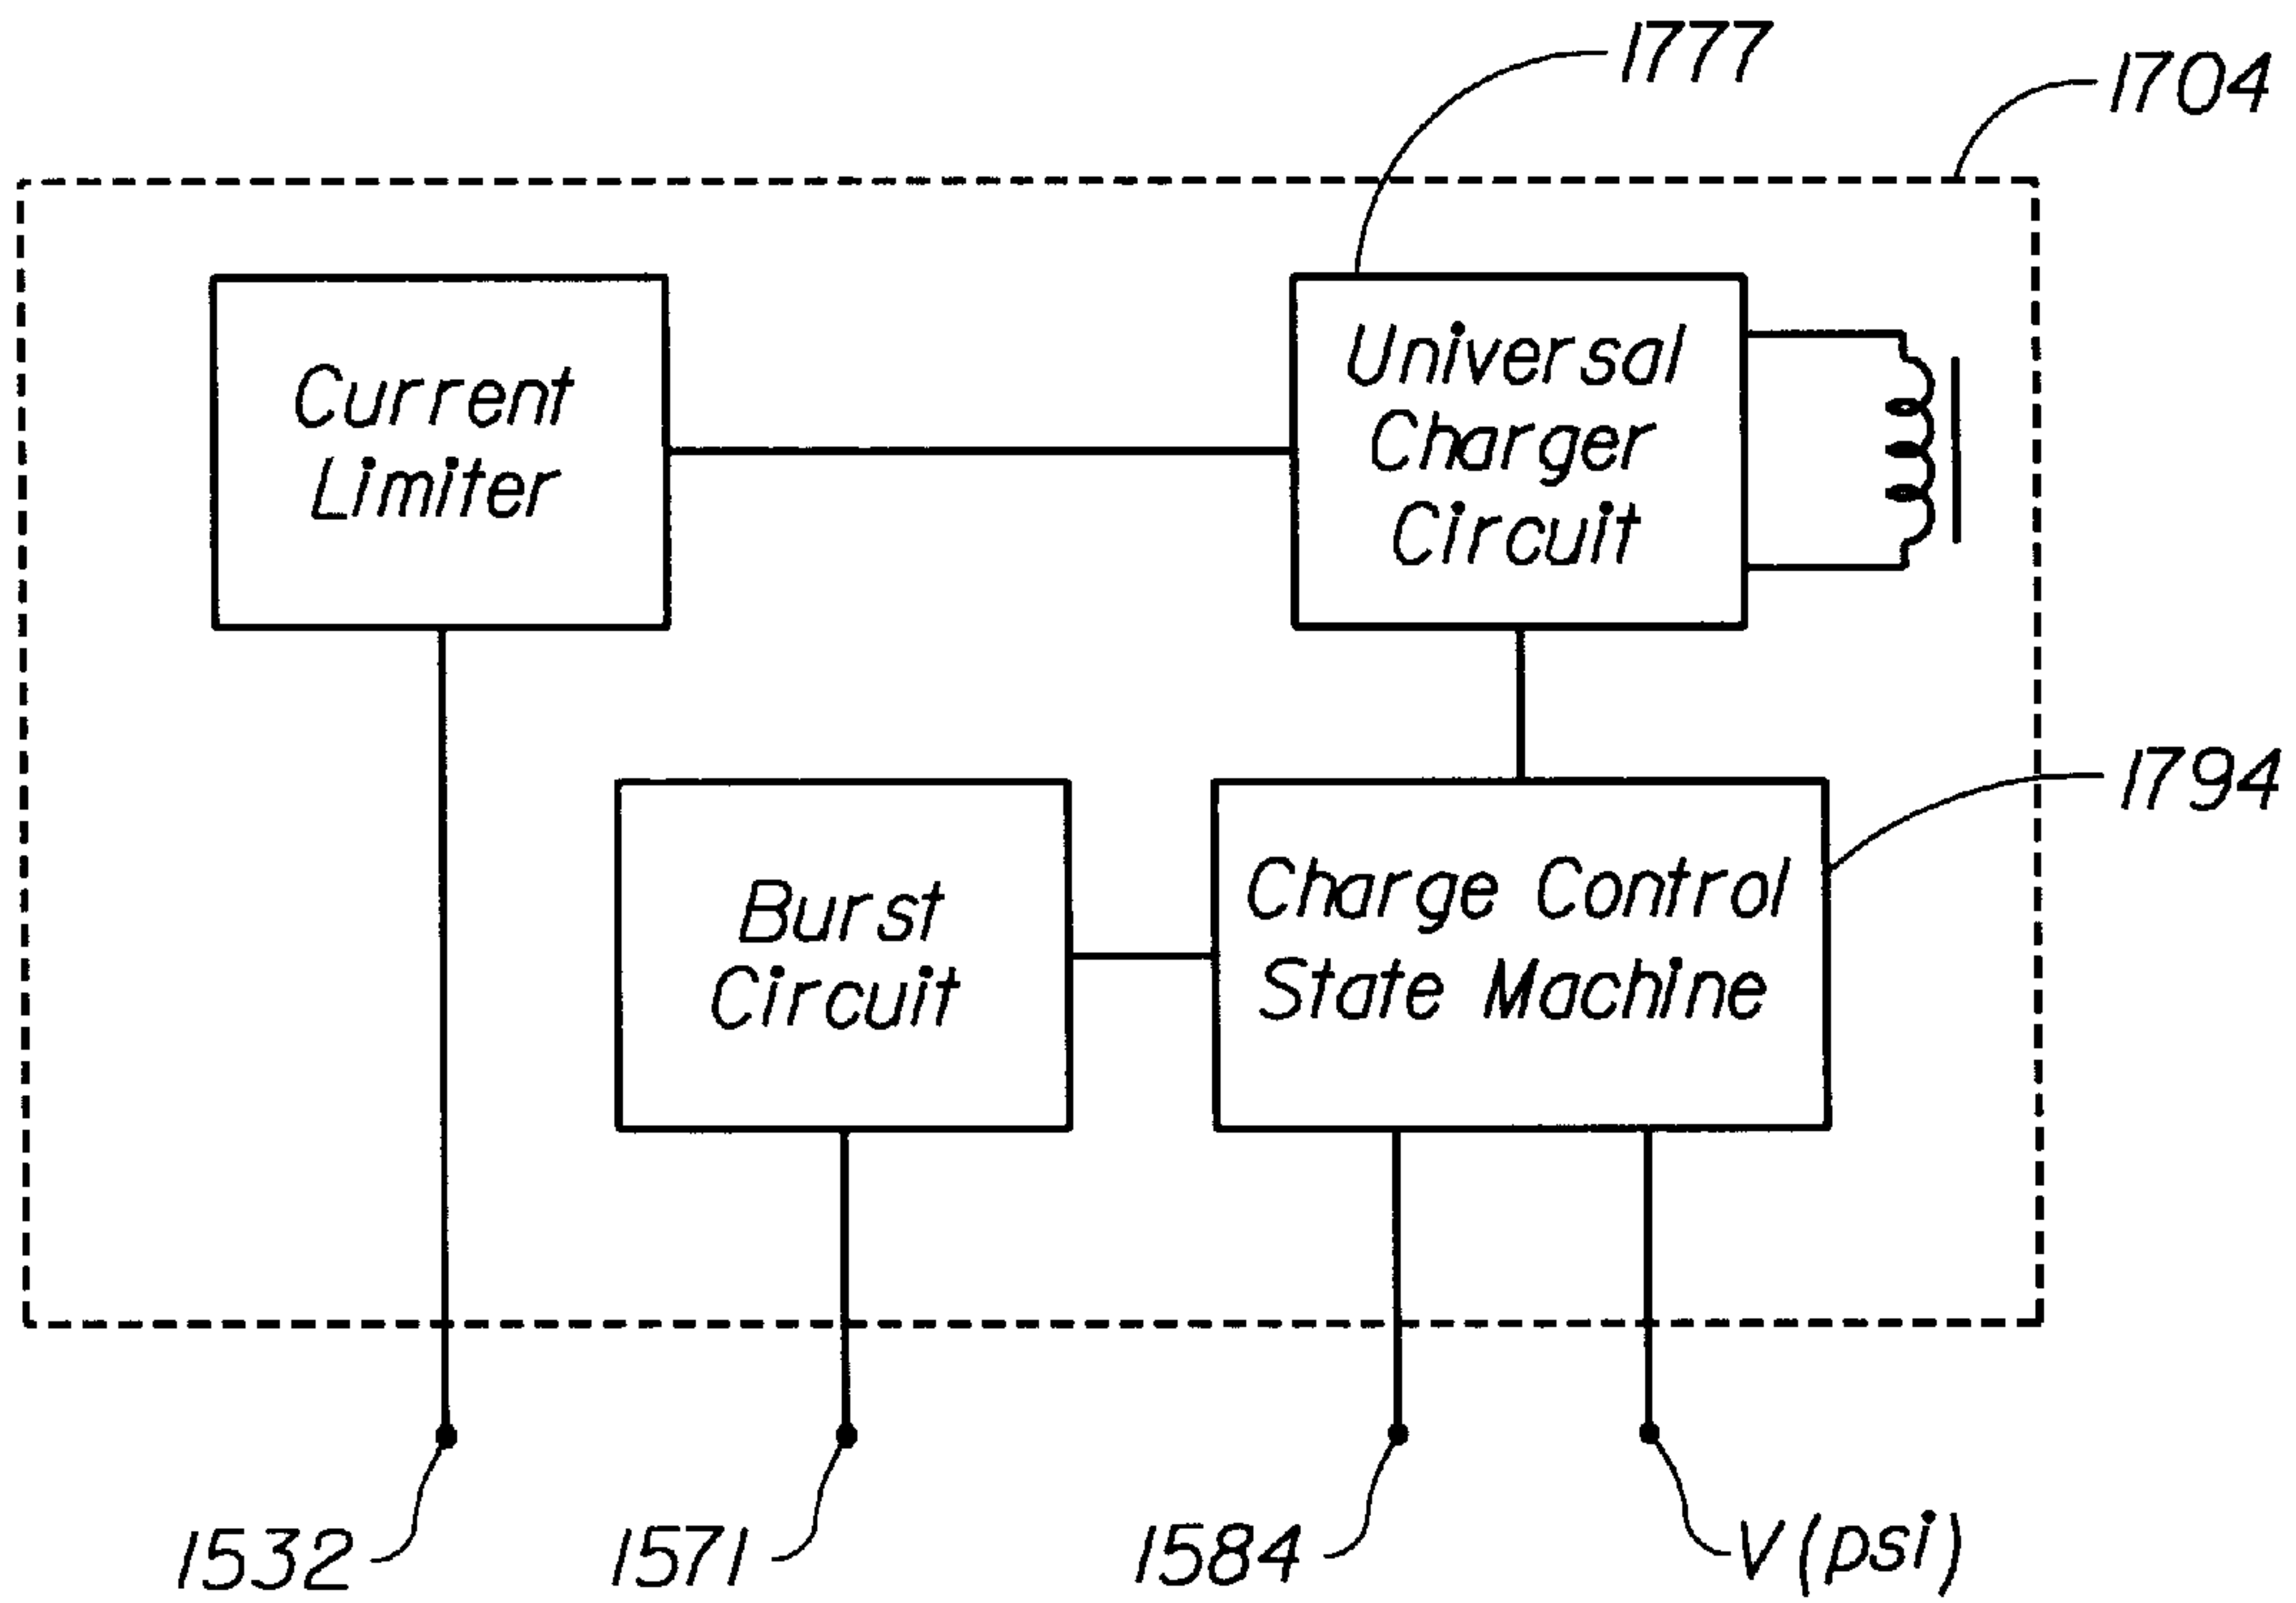 1777
1704
Current
Limiter
Universal
Charger
Circuit
1794
Burst
Circuit
Charge Control
State Machine
1532
1571
1584
V(psi)